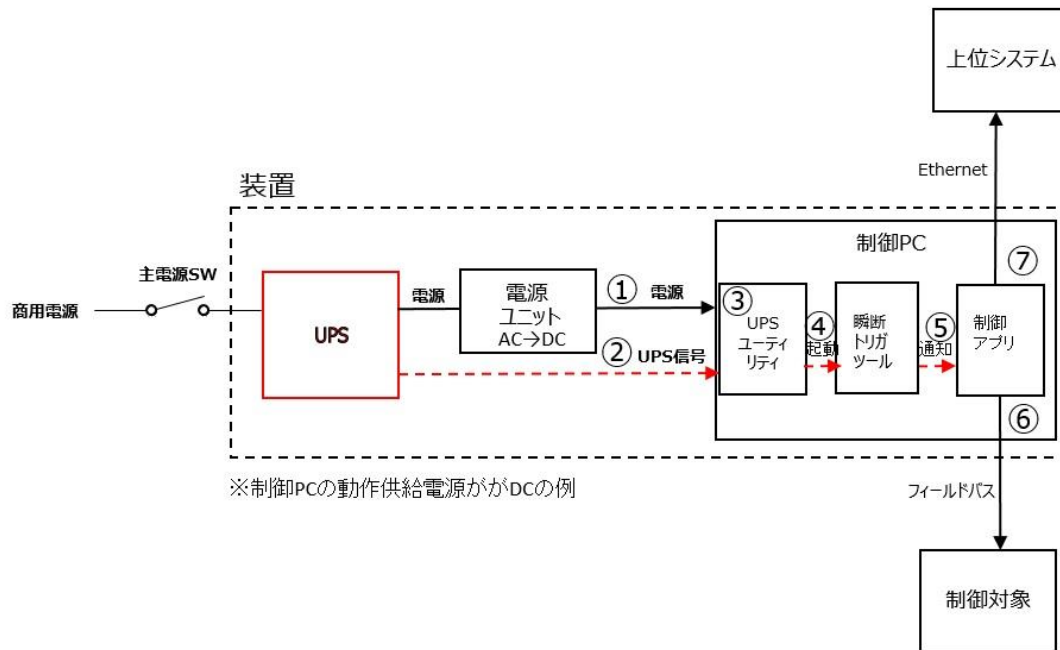 上位システム
Ethernet
装置
制御PC
⑦
主電源SW
商用電源
UPS
電源
電源
ユニット
AC→DC
①
電源
②
UPS信号
③
UPS
ユーティ
リティ
④
起動
瞬断
トリガ
ツール
⑤
通知
制御
アプリ
⑥
※制御PCの動作供給電源ががDCの例
フィールドバス
制御対象